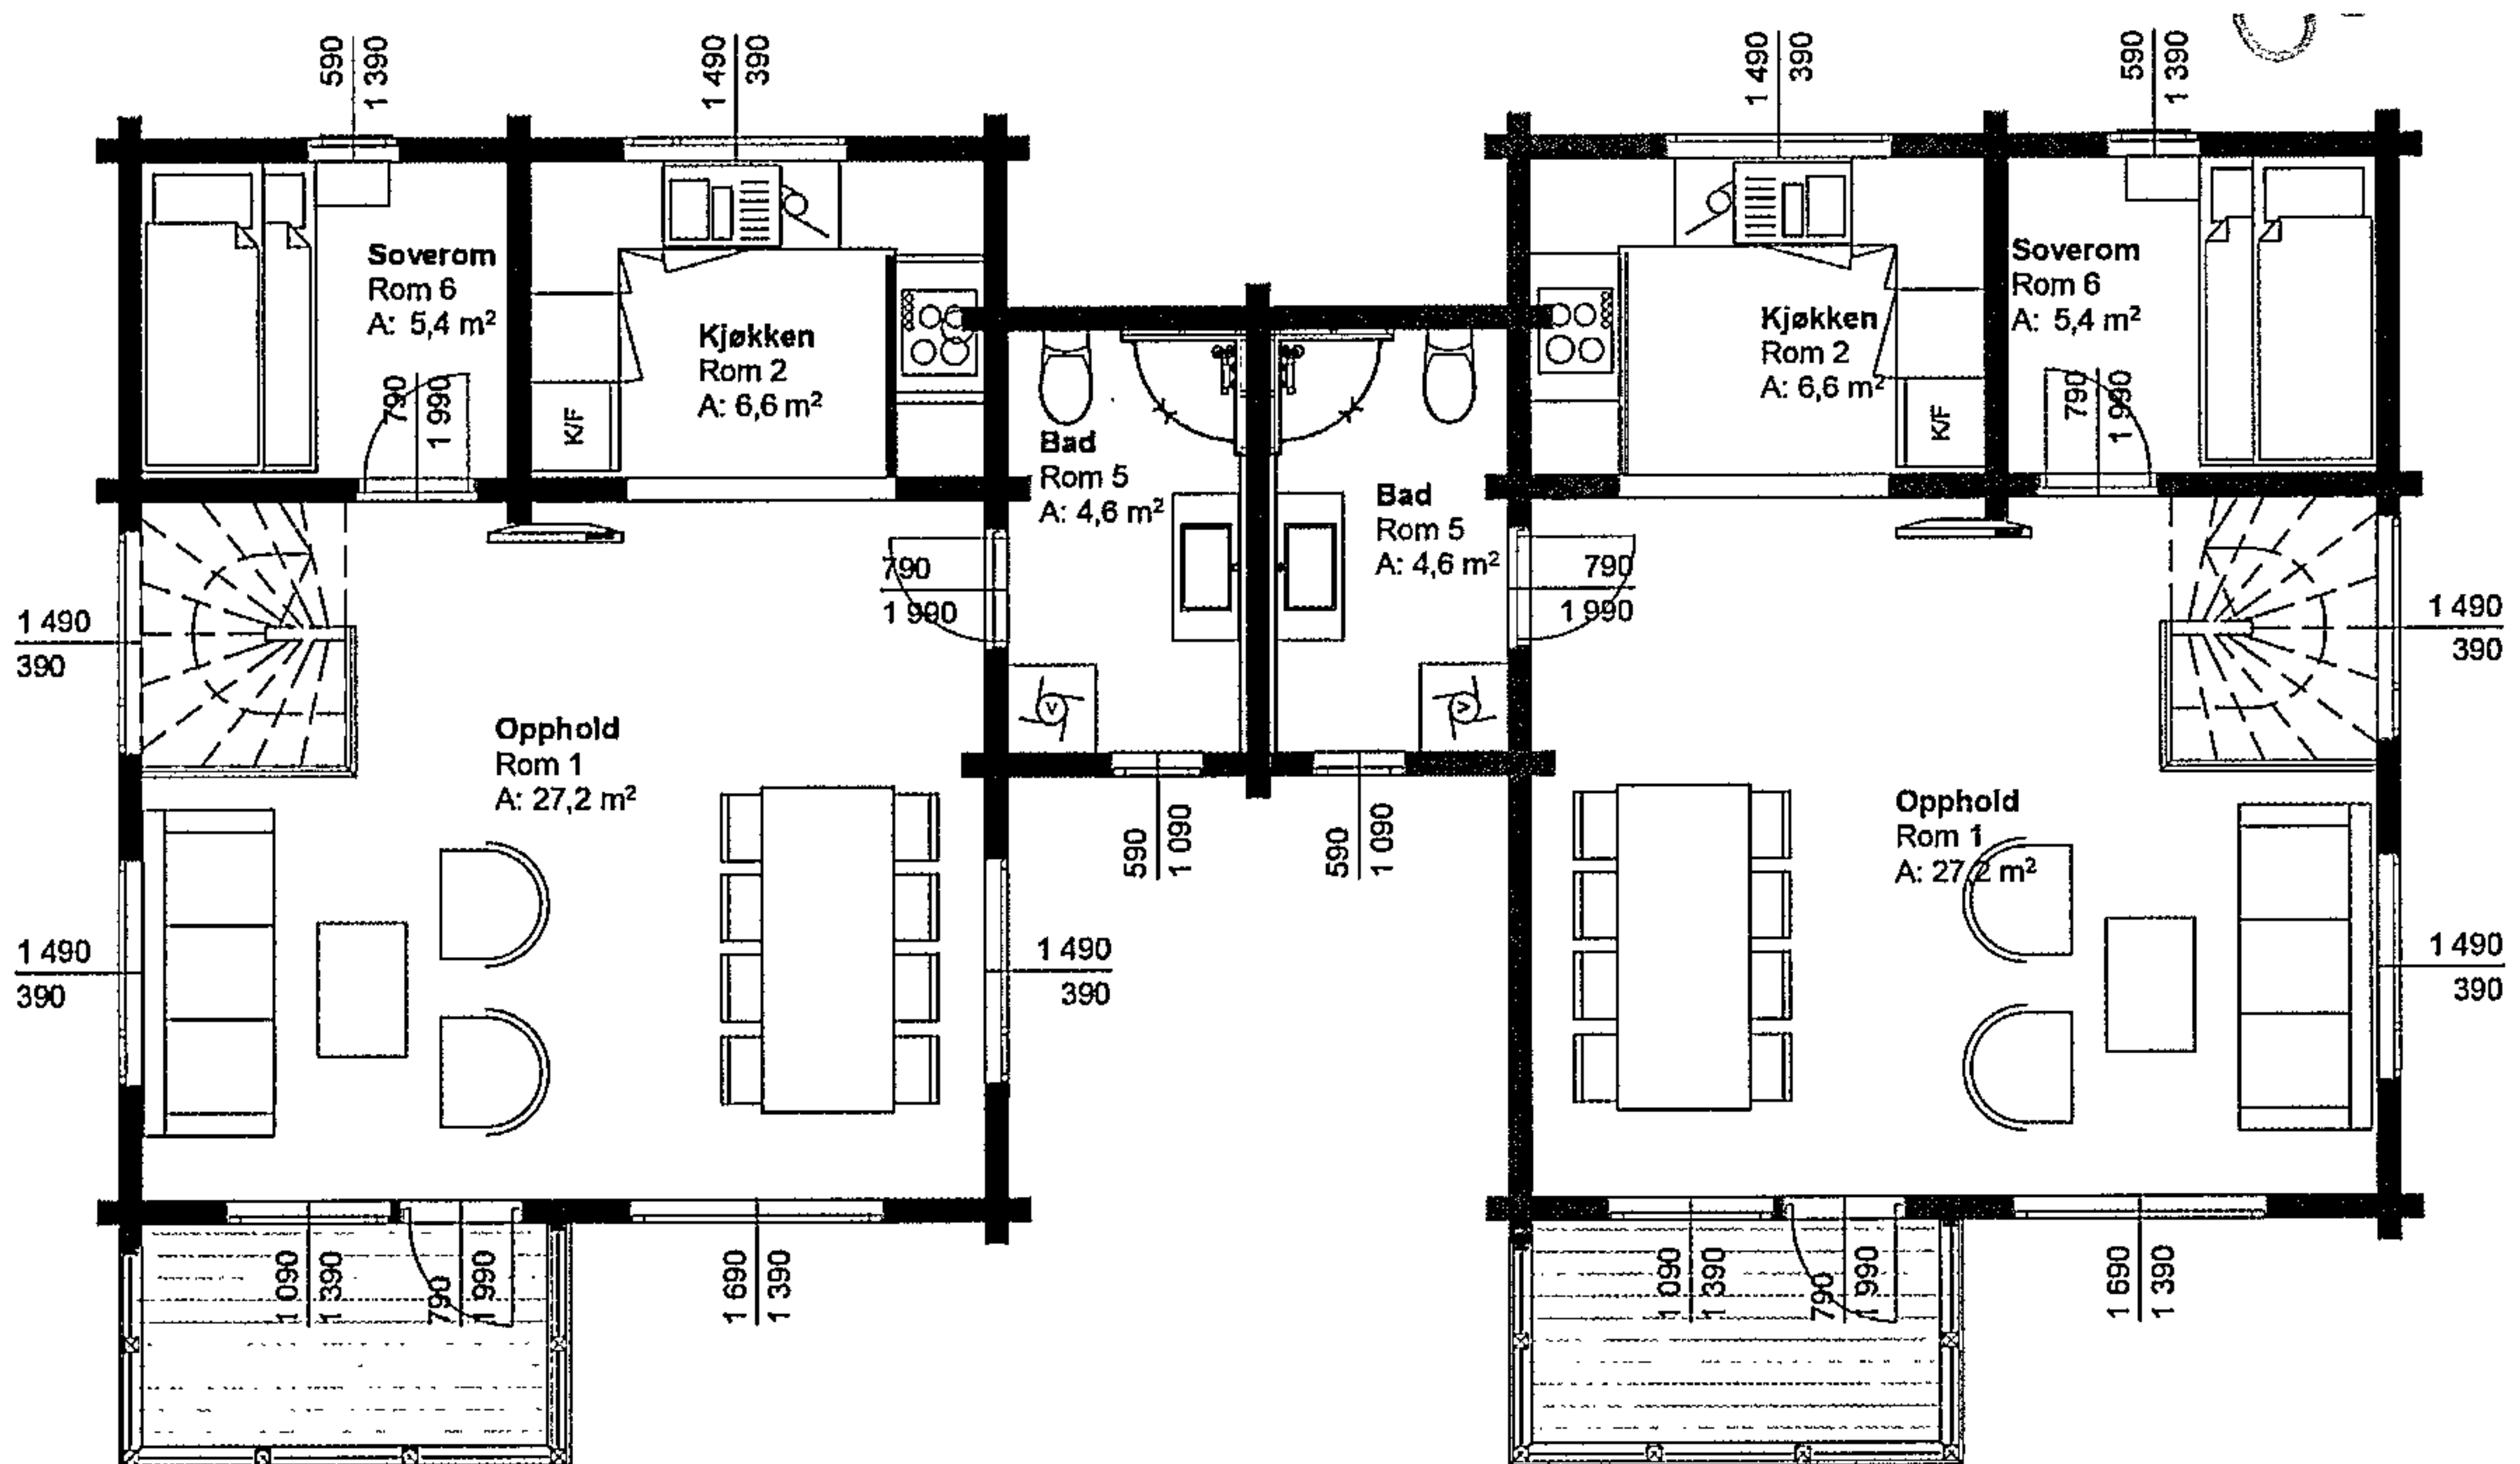 590
1 390
1 490
390
1 490
390
590
1 390
Soverom
Rom 6
A: 5,4 m²
Kjøkken
Rom 2
A: 6,6 m²
Kjøkken
Rom 2
A: 6,6 m²
Soverom
Rom 6
A: 5,4 m²
790
1 990
K/F
Bad
Rom 5
A: 4,6 m²
Bad
Rom 5
A: 4,6 m²
K/F
790
1 990
1 490
390
790
1 990
790
1 990
1 490
390
Opphold
Rom 1
A: 27,2 m²
V
V
590
1 090
590
1 090
Opphold
Rom 1
A: 27,2 m²
1 490
390
1 490
390
1 490
390
1 090
1 390
790
1 990
1 690
1 390
1 090
1 390
790
1 990
1 690
1 390